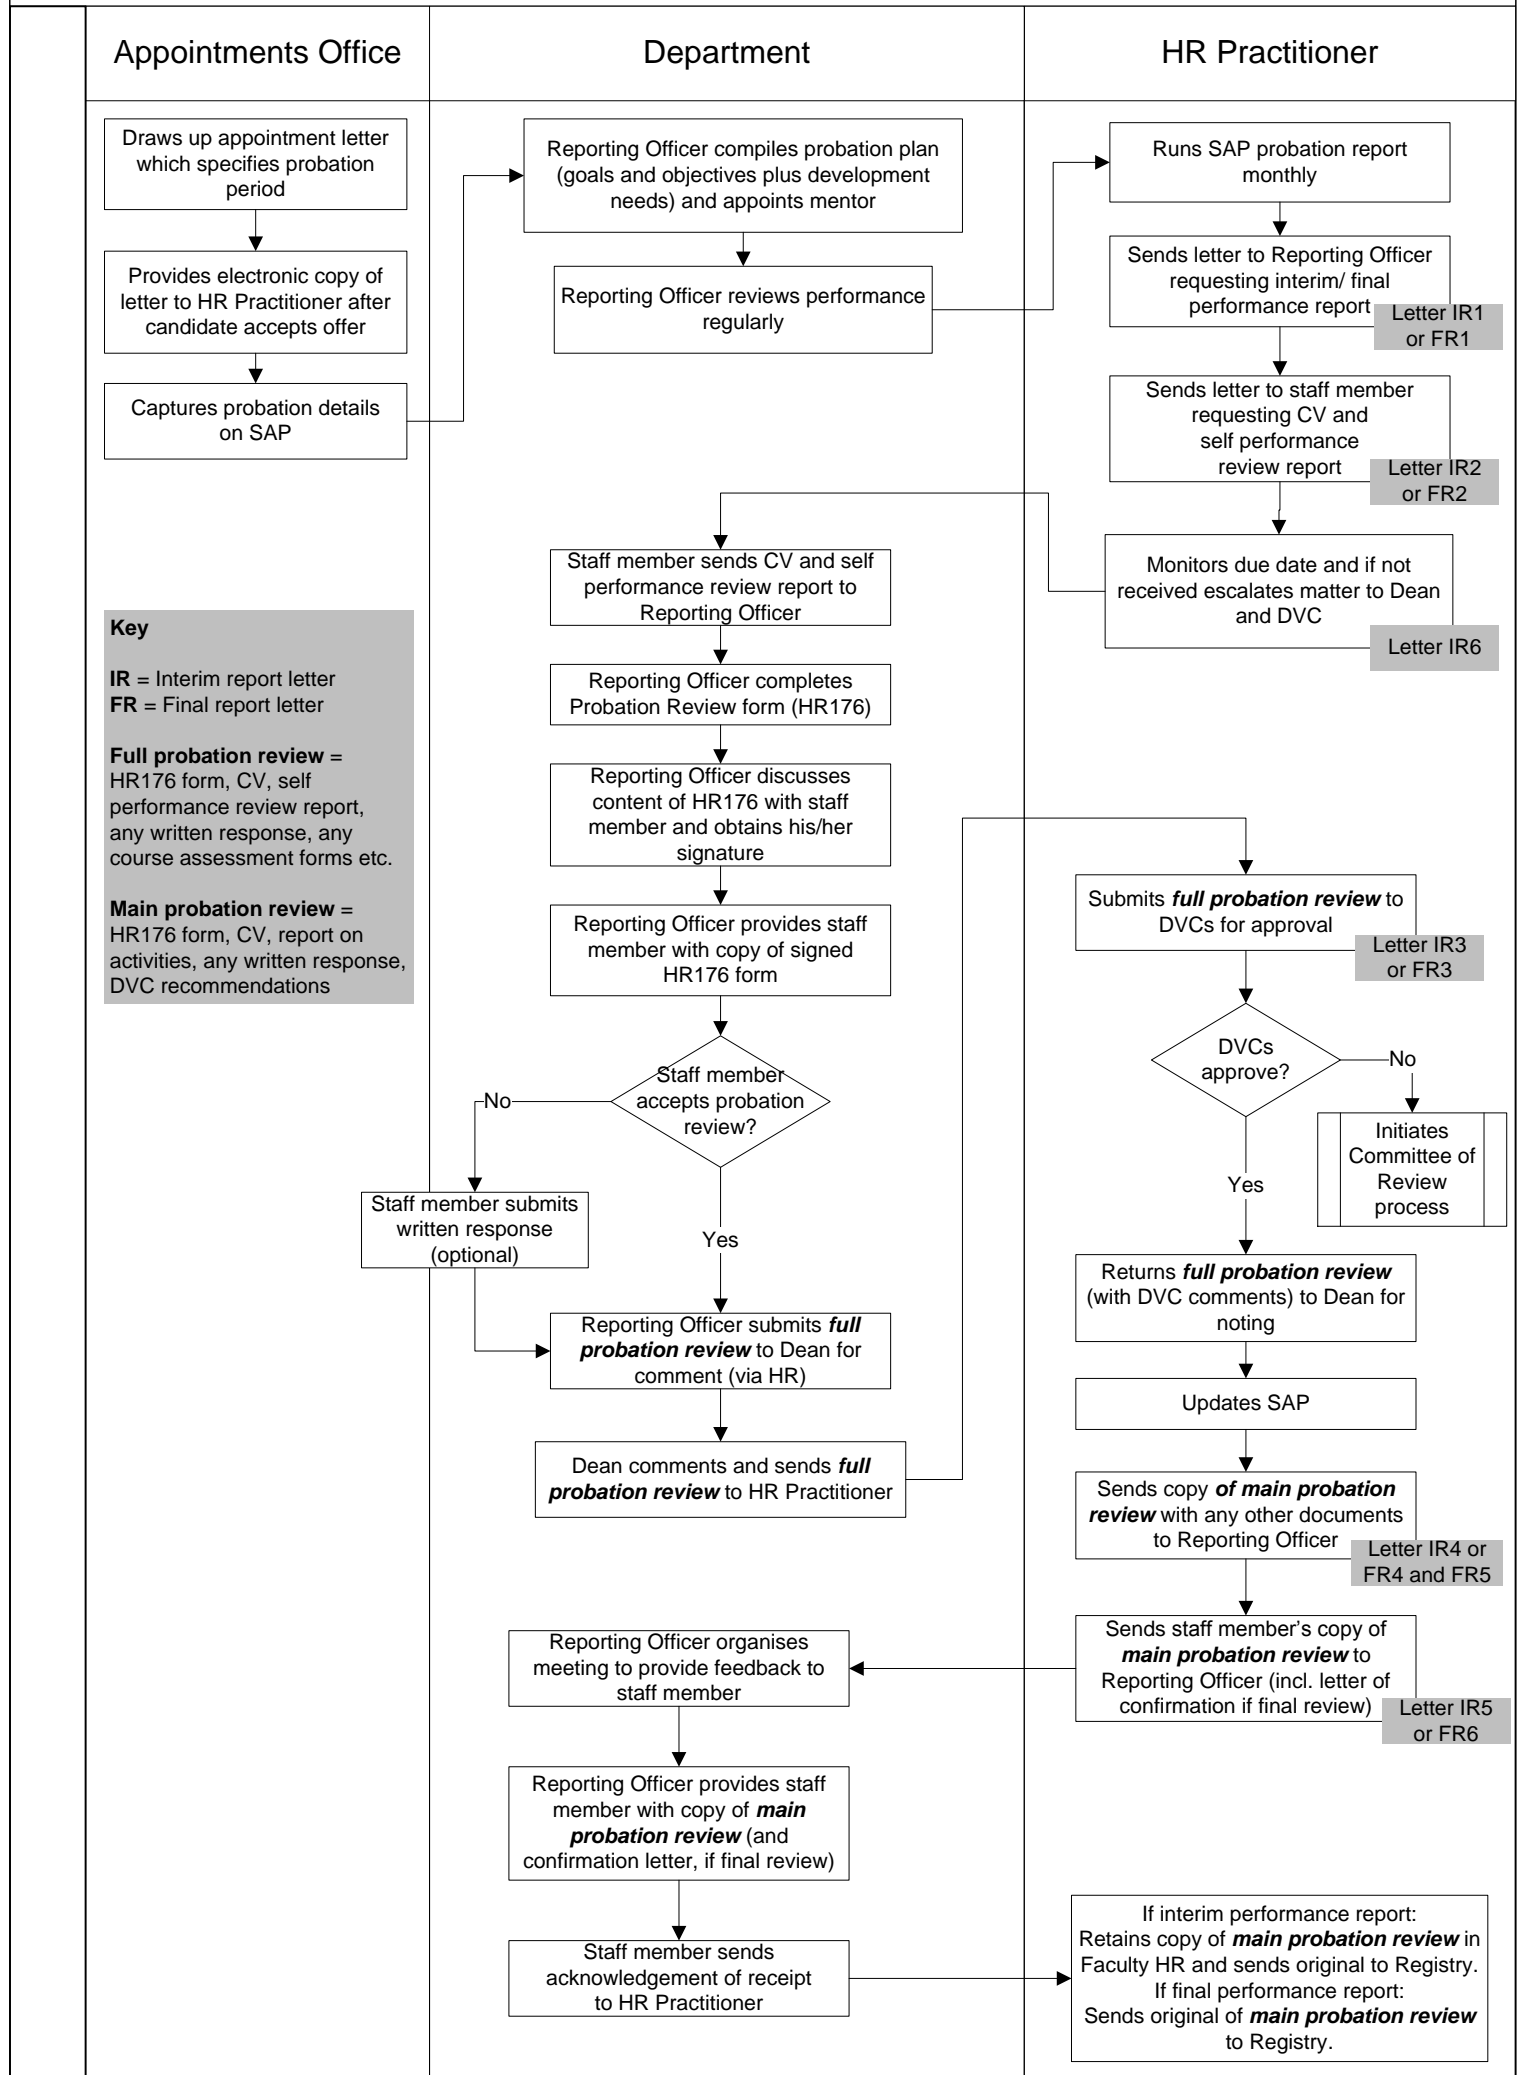 Appointments Office
Department
HR Practitioner
Draws up appointment letter
which specifies probation
period
Provides electronic copy of
letter to HR Practitioner after
candidate accepts offer
Captures probation details
on SAP
Reporting Officer compiles probation plan
(goals and objectives plus development
needs) and appoints mentor
Reporting Officer reviews performance
regularly
Runs SAP probation report
monthly
Sends letter to Reporting Officer
requesting interim/ final
performance report
Letter IR1
or FR1
Sends letter to staff member
requesting CV and
self performance
review report
Letter IR2
or FR2
Monitors due date and if not
received escalates matter to Dean
and DVC
Letter IR6
Staff member sends CV and self
performance review report to
Reporting Officer
Reporting Officer completes
Probation Review form (HR176)
Reporting Officer discusses
content of HR176 with staff
member and obtains his/her
signature
Reporting Officer provides staff
member with copy of signed
HR176 form
Staff member
accepts probation
review?
No
Staff member submits
written response
(optional)
Yes
Reporting Officer submits full
probation review to Dean for
comment (via HR)
Dean comments and sends full
probation review to HR Practitioner
Key
IR = Interim report letter
FR = Final report letter
Full probation review =
HR176 form, CV, self
performance review report,
any written response, any
course assessment forms etc.
Main probation review =
HR176 form, CV, report on
activities, any written response,
DVC recommendations
Submits full probation review to
DVCs for approval
Letter IR3
or FR3
DVCs
approve?
No
Initiates
Committee of
Review
process
Yes
Returns full probation review
(with DVC comments) to Dean for
noting
Updates SAP
Sends copy of main probation
review with any other documents
to Reporting Officer
Letter IR4 or
FR4 and FR5
Sends staff member's copy of
main probation review to
Reporting Officer (incl. letter of
confirmation if final review)
Letter IR5
or FR6
Reporting Officer organises
meeting to provide feedback to
staff member
Reporting Officer provides staff
member with copy of main
probation review (and
confirmation letter, if final review)
Staff member sends
acknowledgement of receipt
to HR Practitioner
If interim performance report:
Retains copy of main probation review in
Faculty HR and sends original to Registry.
If final performance report:
Sends original of main probation review
to Registry.